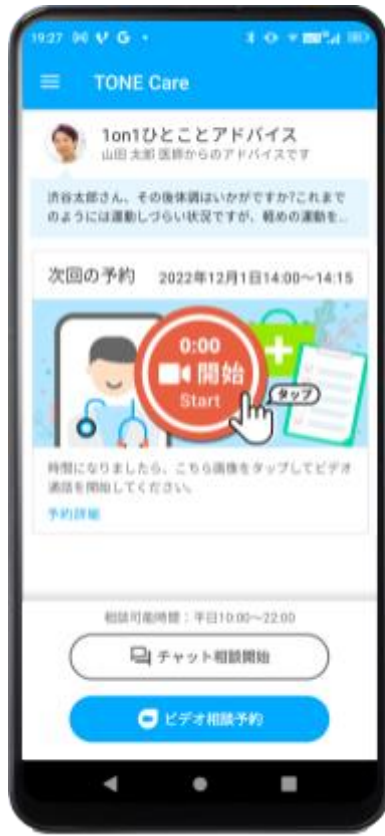 19:27
TONE Care
1on1ひとことアドバイス
山田 太郎 医師からのアドバイスです
渋谷太郎さん、その後体調はいかがですか?これまで
のようには運動しづらい状況ですが、軽めの運動を...
次回の予約 2022年12月1日14:00〜14:15
0:00
開始
Start
タップ
時間になりましたら、こちら画像をタップしてビデオ
通話を開始してください。
予約詳細
相談可能時間：平日10:00〜22:00
チャット相談開始
ビデオ相談予約